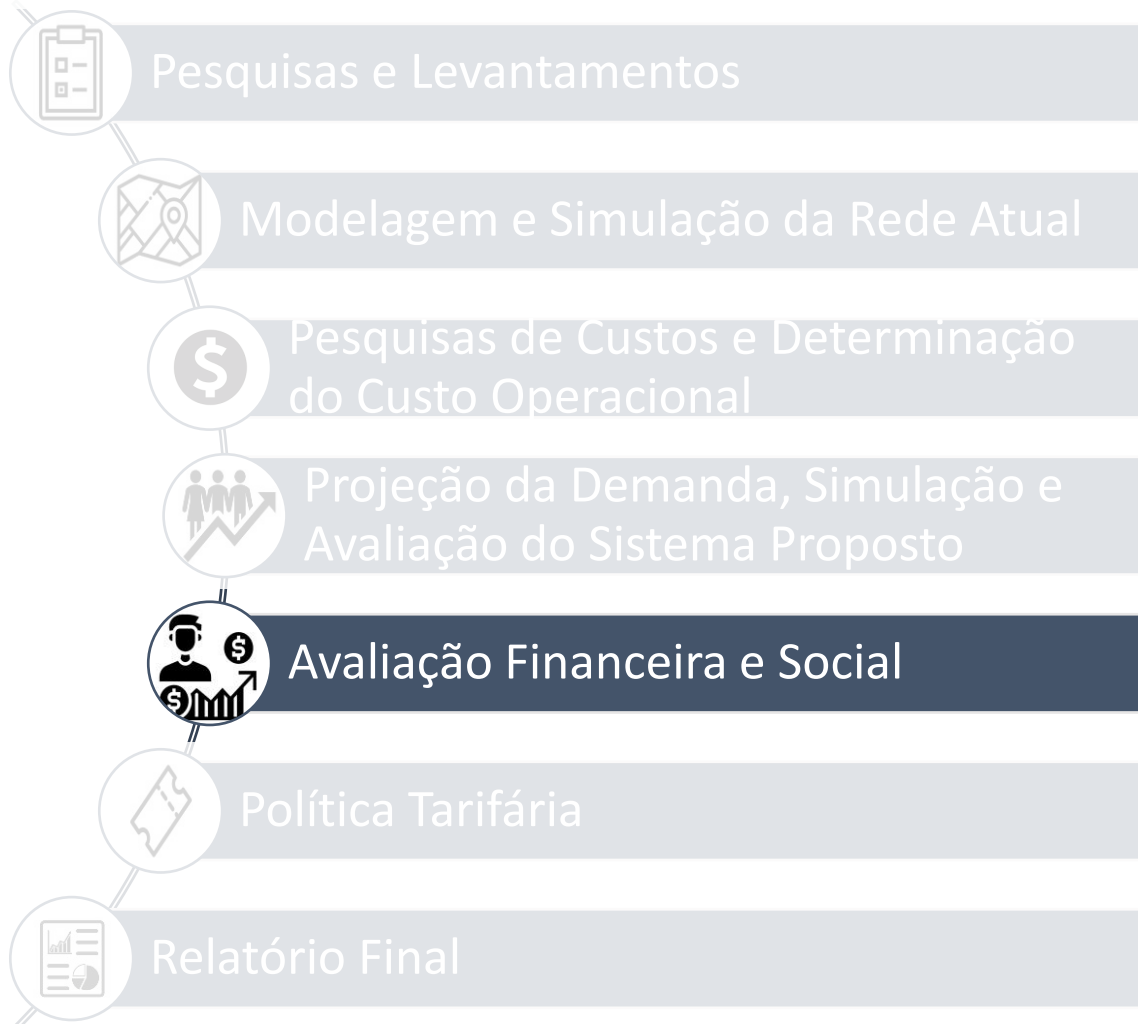 Pesquisas e Levantamentos
Modelagem e Simulação da Rede Atual
Pesquisas de Custos e Determinação
do Custo Operacional
Projeção da Demanda, Simulação e
Avaliação do Sistema Proposto
Avaliação Financeira e Social
Política Tarifária
Relatório Final